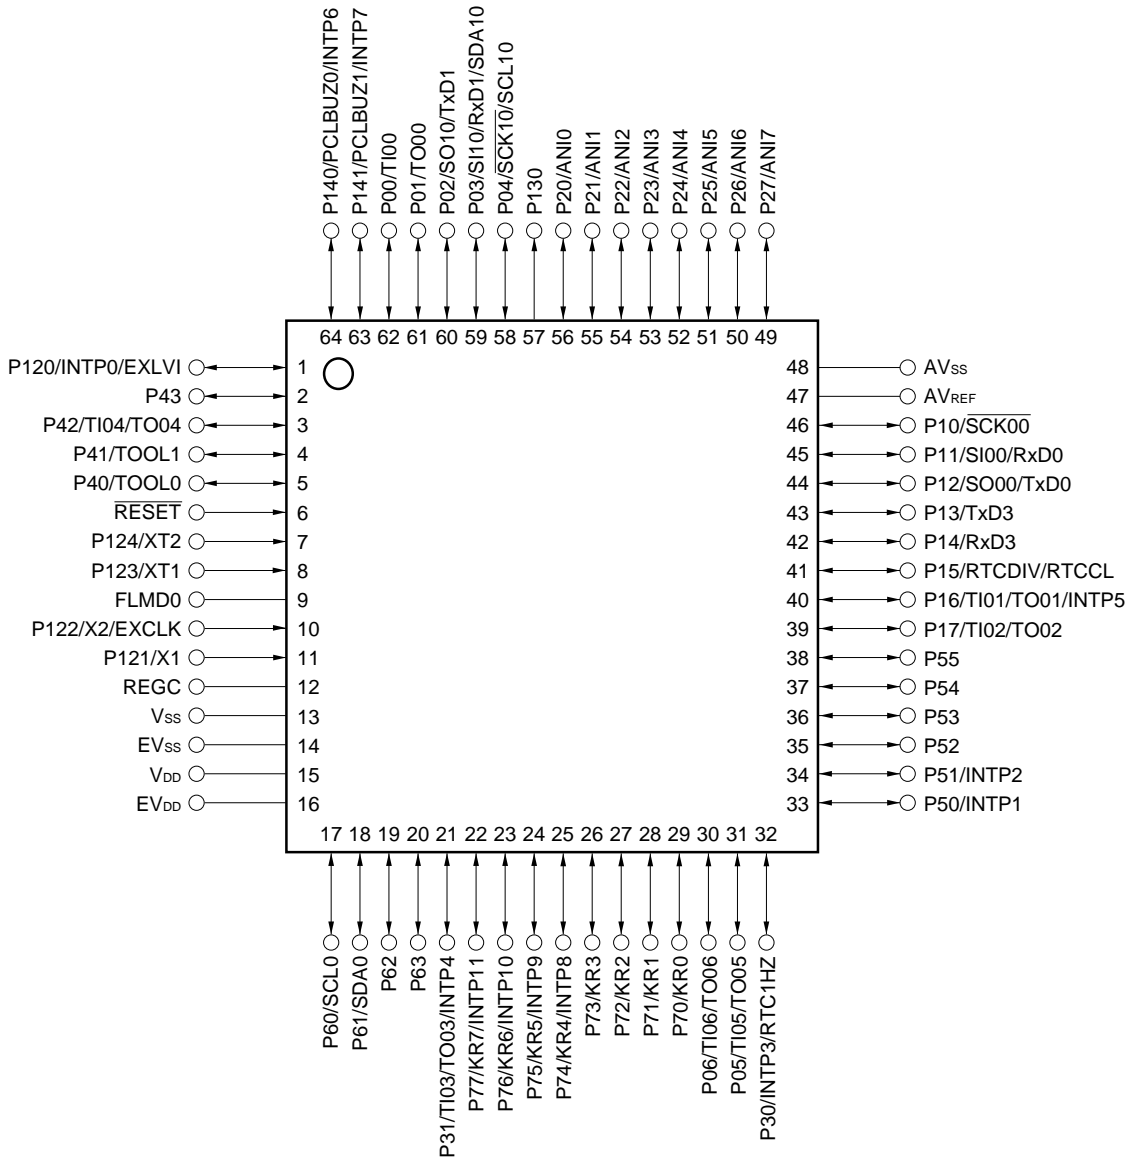 P140/PCLBUZ0/INTP6
P141/PCLBUZ1/INTP7
P00/TI00
P01/TO00
P02/SO10/TxD1
P03/SI10/RxD1/SDA10
P04/SCK10/SCL10
P130
P20/ANI0
P21/ANI1
P22/ANI2
P23/ANI3
P24/ANI4
P25/ANI5
P26/ANI6
P27/ANI7
64 63 62 61 60 59 58 57 56 55 54 53 52 51 50 49
P120/INTP0/EXLVI 1
P43 2
P42/TI04/TO04 3
P41/TOOL1 4
P40/TOOL0 5
RESET 6
P124/XT2 7
P123/XT1 8
FLMD0 9
P122/X2/EXCLK 10
P121/X1 11
REGC 12
VSS 13
EVSS 14
VDD 15
EVDD 16
48 AVSS
47 AVREF
46 P10/SCK00
45 P11/SI00/RxD0
44 P12/SO00/TxD0
43 P13/TxD3
42 P14/RxD3
41 P15/RTCDIV/RTCCL
40 P16/TI01/TO01/INTP5
39 P17/TI02/TO02
38 P55
37 P54
36 P53
35 P52
34 P51/INTP2
33 P50/INTP1
17 18 19 20 21 22 23 24 25 26 27 28 29 30 31 32
P60/SCL0
P61/SDA0
P62
P63
P31/TI03/TO03/INTP4
P77/KR7/INTP11
P76/KR6/INTP10
P75/KR5/INTP9
P74/KR4/INTP8
P73/KR3
P72/KR2
P71/KR1
P70/KR0
P06/TI06/TO06
P05/TI05/TO05
P30/INTP3/RTC1HZ